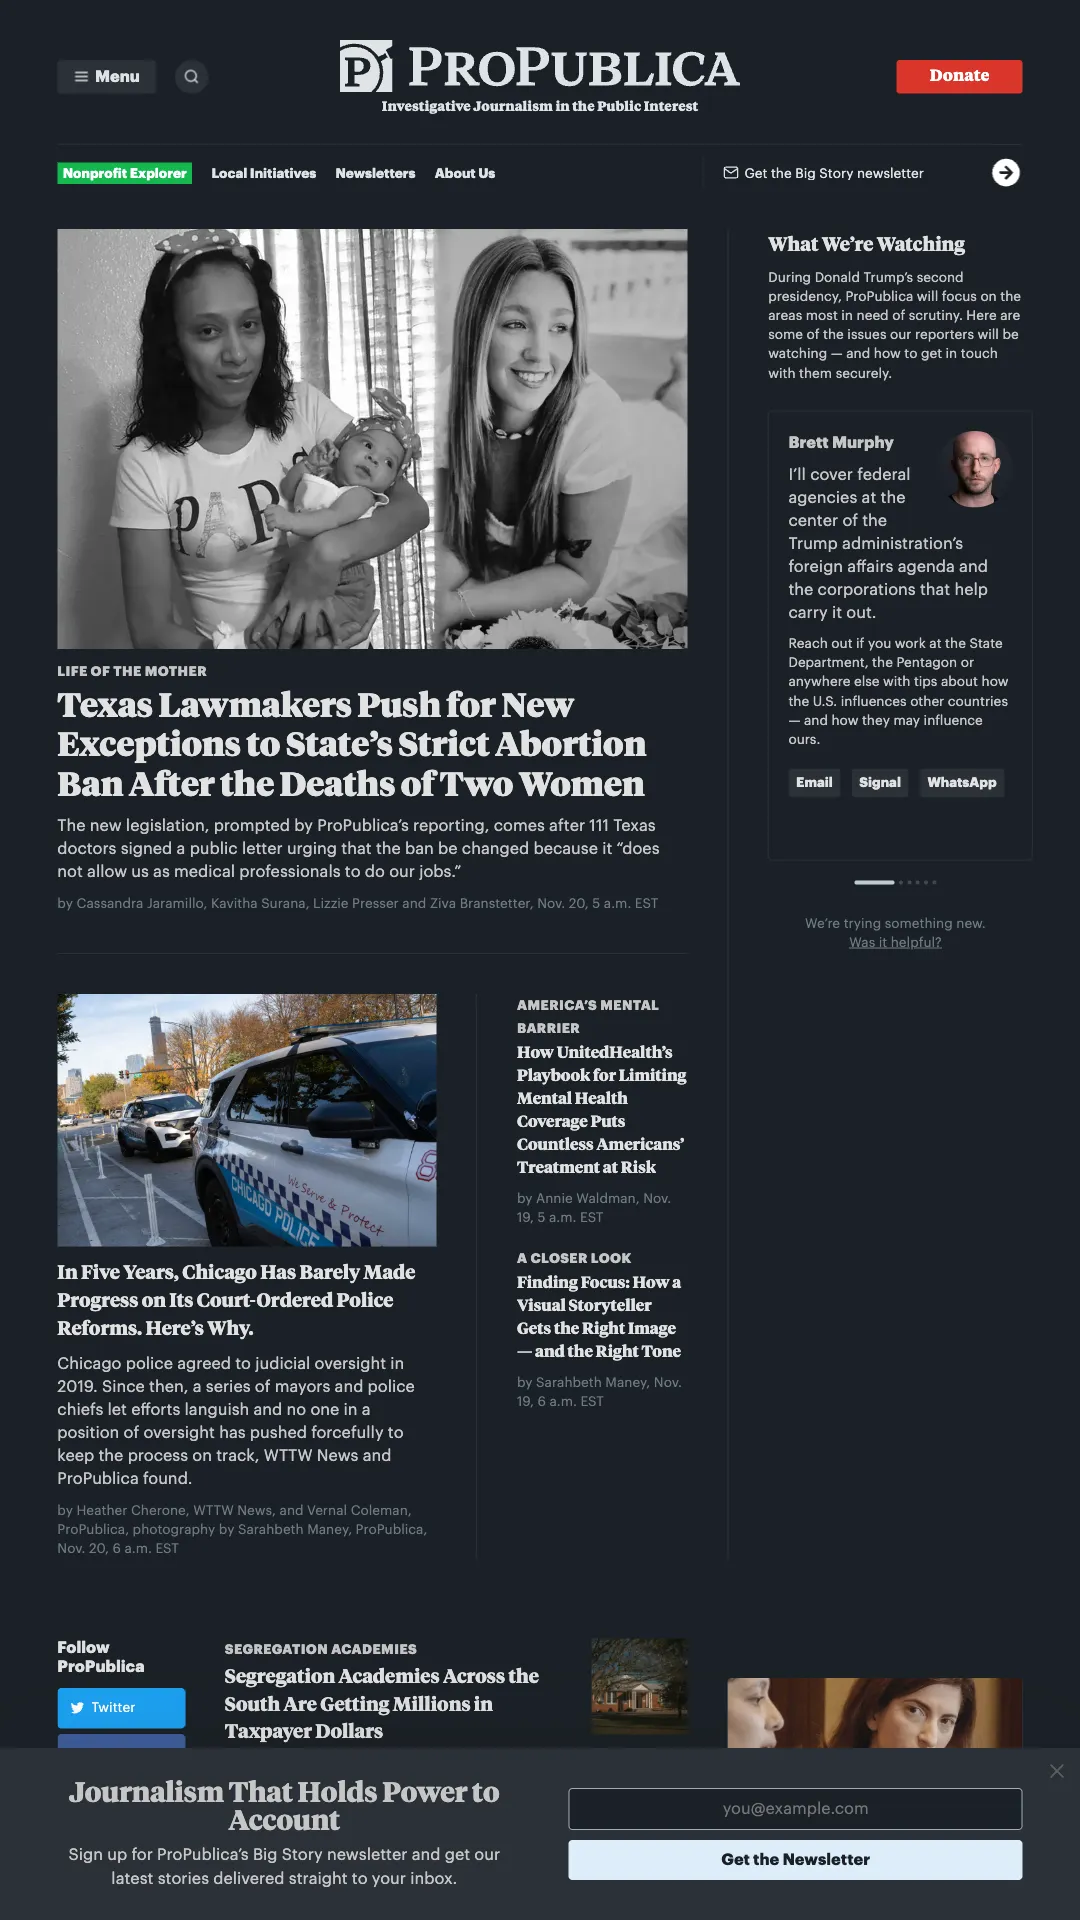 Menu
PROPUBLICA
Investigative Journalism in the Public Interest
Donate
Nonprofit Explorer
Local Initiatives
Newsletters
About Us
Get the Big Story newsletter
PAP
LIFE OF THE MOTHER
Texas Lawmakers Push for New
Exceptions to State’s Strict Abortion
Ban After the Deaths of Two Women
The new legislation, prompted by ProPublica’s reporting, comes after 111 Texas
doctors signed a public letter urging that the ban be changed because it “does
not allow us as medical professionals to do our jobs.”
by Cassandra Jaramillo, Kavitha Surana, Lizzie Presser and Ziva Branstetter, Nov. 20, 5 a.m. EST
What We’re Watching
During Donald Trump’s second
presidency, ProPublica will focus on the
areas most in need of scrutiny. Here are
some of the issues our reporters will be
watching — and how to get in touch
with them securely.
Brett Murphy
I’ll cover federal
agencies at the
center of the
Trump administration’s
foreign affairs agenda and
the corporations that help
carry it out.
Reach out if you work at the State
Department, the Pentagon or
anywhere else with tips about how
the U.S. influences other countries
— and how they may influence
ours.
Email
Signal
WhatsApp
We’re trying something new.
Was it helpful?
We Serve & Protect
CHICAGO POLICE
8
In Five Years, Chicago Has Barely Made
Progress on Its Court-Ordered Police
Reforms. Here’s Why.
Chicago police agreed to judicial oversight in
2019. Since then, a series of mayors and police
chiefs let efforts languish and no one in a
position of oversight has pushed forcefully to
keep the process on track, WTTW News and
ProPublica found.
by Heather Cherone, WTTW News, and Vernal Coleman,
ProPublica, photography by Sarahbeth Maney, ProPublica,
Nov. 20, 6 a.m. EST
AMERICA’S MENTAL
BARRIER
How UnitedHealth’s
Playbook for Limiting
Mental Health
Coverage Puts
Countless Americans’
Treatment at Risk
by Annie Waldman, Nov.
19, 5 a.m. EST
A CLOSER LOOK
Finding Focus: How a
Visual Storyteller
Gets the Right Image
— and the Right Tone
by Sarahbeth Maney, Nov.
19, 6 a.m. EST
Follow
ProPublica
Twitter
SEGREGATION ACADEMIES
Segregation Academies Across the
South Are Getting Millions in
Taxpayer Dollars
Journalism That Holds Power to
Account
Sign up for ProPublica’s Big Story newsletter and get our
latest stories delivered straight to your inbox.
you@example.com
Get the Newsletter